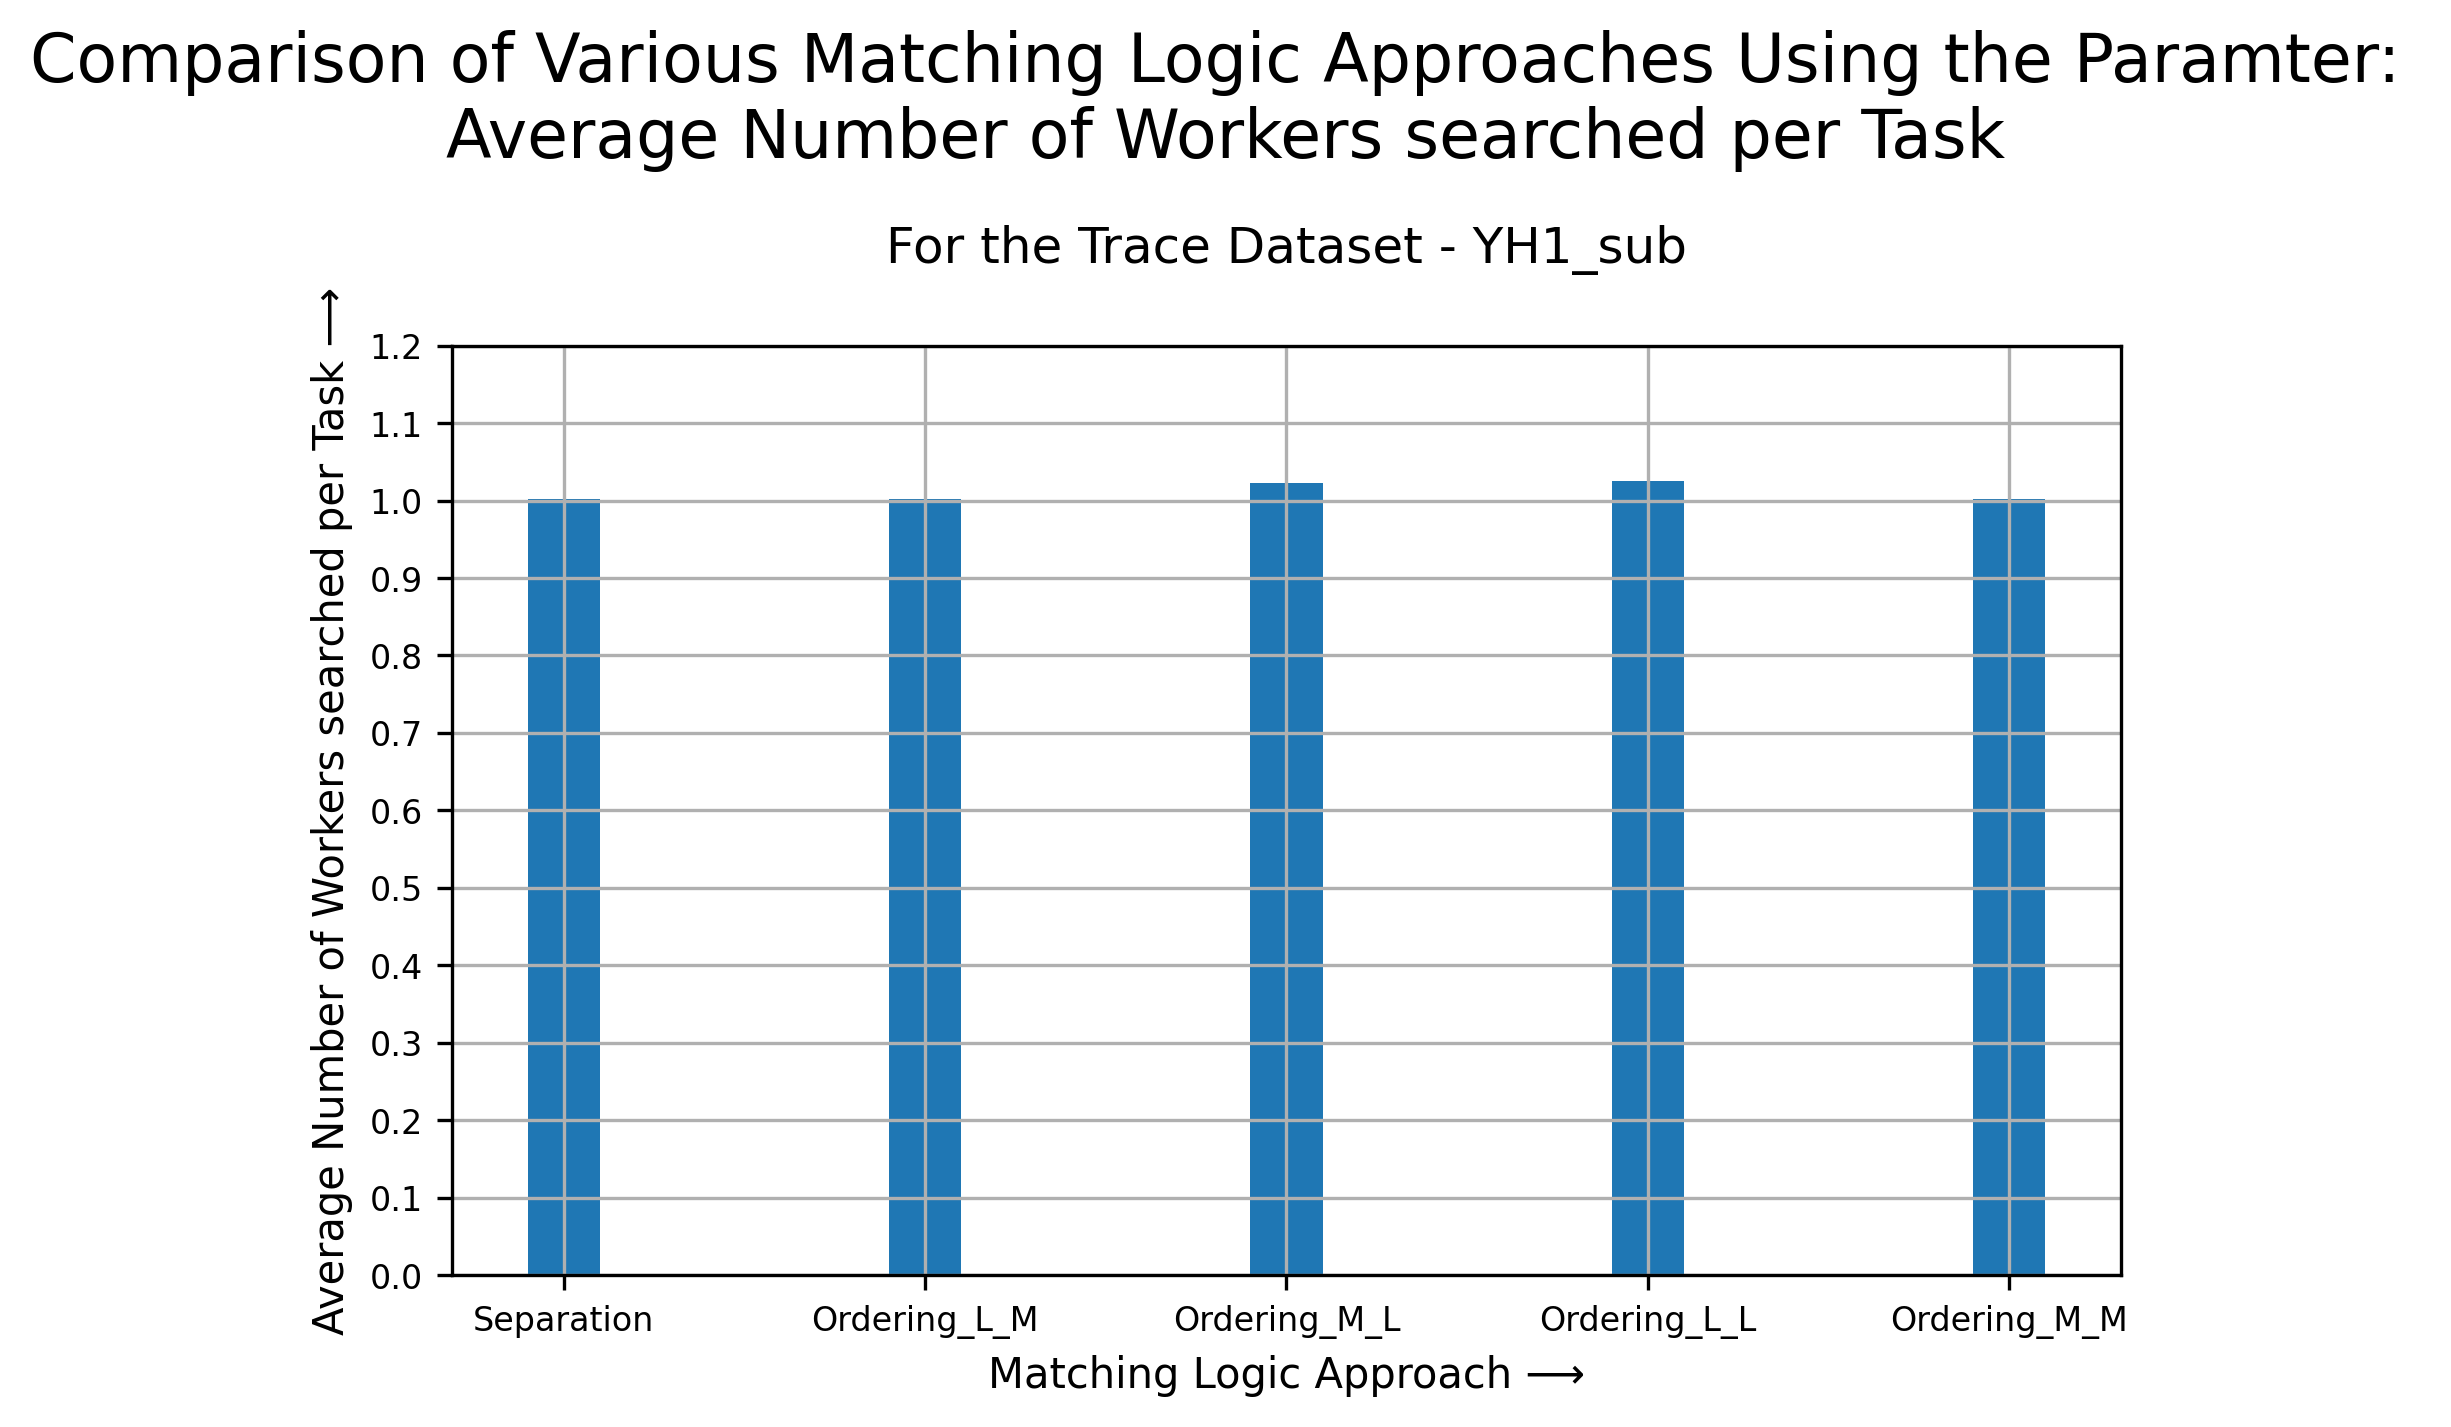 Comparison of Various Matching Logic Approaches Using the Paramter:
Average Number of Workers searched per Task
For the Trace Dataset - YH1_sub
Average Number of Workers searched per Task ⟶
1.2
1.1
1.0
0.9
0.8
0.7
0.6
0.5
0.4
0.3
0.2
0.1
0.0
Separation Ordering_L_M Ordering_M_L Ordering_L_L Ordering_M_M
Matching Logic Approach ⟶